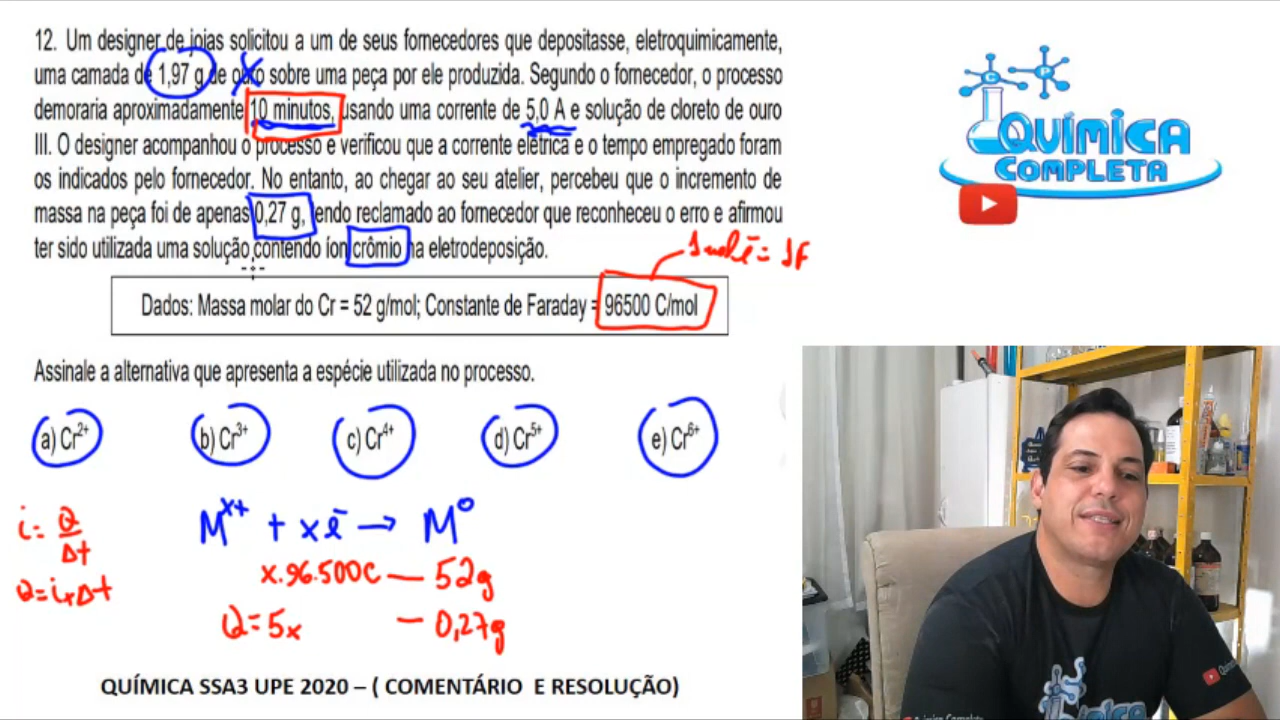 12. Um designer de joias solicitou a um de seus fornecedores que depositasse, eletroquimicamente,
uma camada de 1,97 g de ouro sobre uma peça por ele produzida. Segundo o fornecedor, o processo
demoraria aproximadamente 10 minutos, usando uma corrente de 5,0 A e solução de cloreto de ouro
III. O designer acompanhou o processo e verificou que a corrente elétrica e o tempo empregado foram
os indicados pelo fornecedor. No entanto, ao chegar ao seu atelier, percebeu que o incremento de
massa na peça foi de apenas 0,27 g, tendo reclamado ao fornecedor que reconheceu o erro e afirmou
ter sido utilizada uma solução contendo íon crômio na eletrodeposição.
1 mol ē = 1F
Dados: Massa molar do Cr = 52 g/mol; Constante de Faraday = 96500 C/mol
Assinale a alternativa que apresenta a espécie utilizada no processo.
a) Cr²⁺ b) Cr³⁺ c) Cr⁴⁺ d) Cr⁵⁺ e) Cr⁶⁺
i = Q/Δt
Q = i x Δt
Mˣ⁺ + x ē → M⁰
x.96.500C — 52g
Q = 5x — 0,27g
QUÍMICA SSA3 UPE 2020 – ( COMENTÁRIO E RESOLUÇÃO)
C P
QUÍMICA
COMPLETA
QUÍMICA
COMPLETA
Química Completa